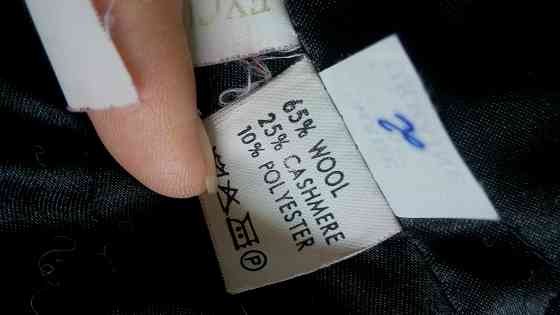 65% WOOL
25% CASHMERE
10% POLYESTER
P
2